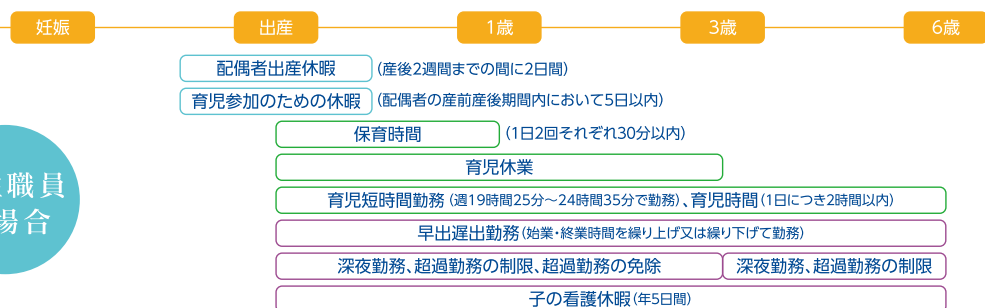 妊娠 出産 1歳 3歳 6歳
配偶者出産休暇 (産後2週間までの間に2日間)
育児参加のための休暇 (配偶者の産前産後期間内において5日以内)
保育時間 (1日2回それぞれ30分以内)
育児休業
職員
場合
育児短時間勤務(週19時間25分～24時間35分で勤務)、育児時間(1日につき2時間以内)
早出遅出勤務(始業・終業時間を繰り上げ又は繰り下げて勤務)
深夜勤務、超過勤務の制限、超過勤務の免除 深夜勤務、超過勤務の制限
子の看護休暇(年5日間)